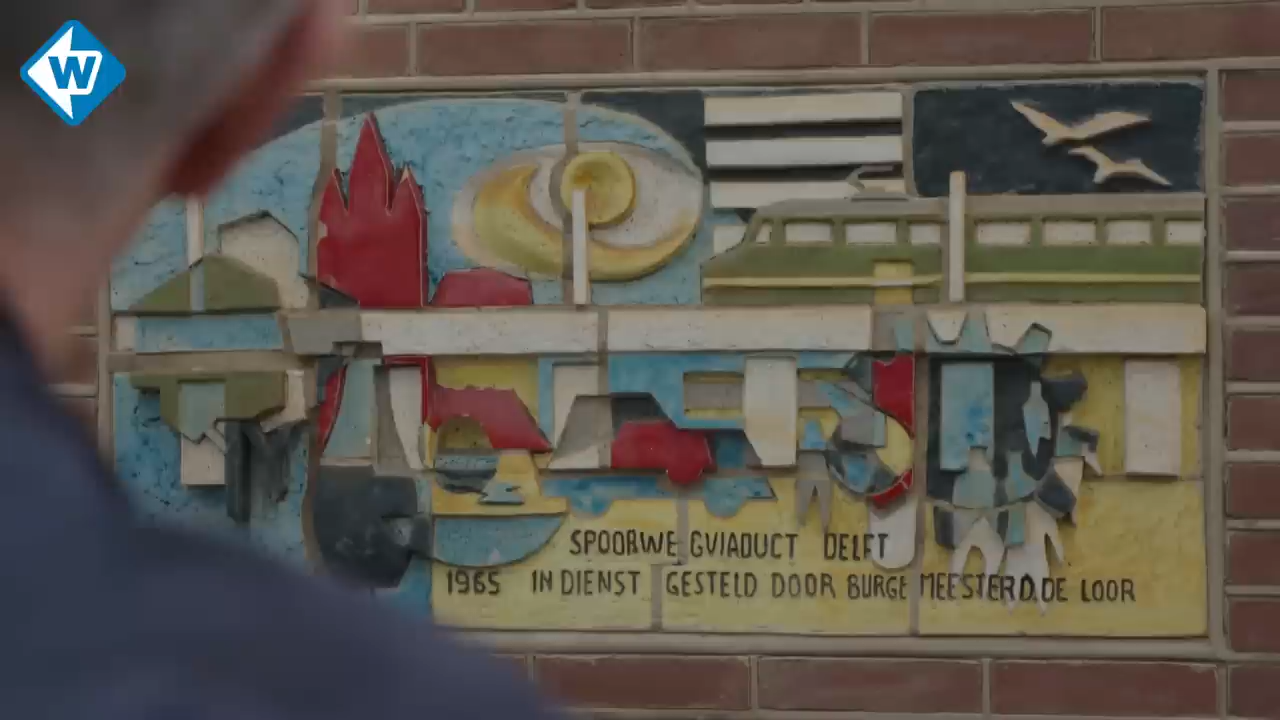 W
SPOORWEGVIADUCT DELFT
1965 IN DIENST GESTELD DOOR BURGEMEESTER D.DE LOOR